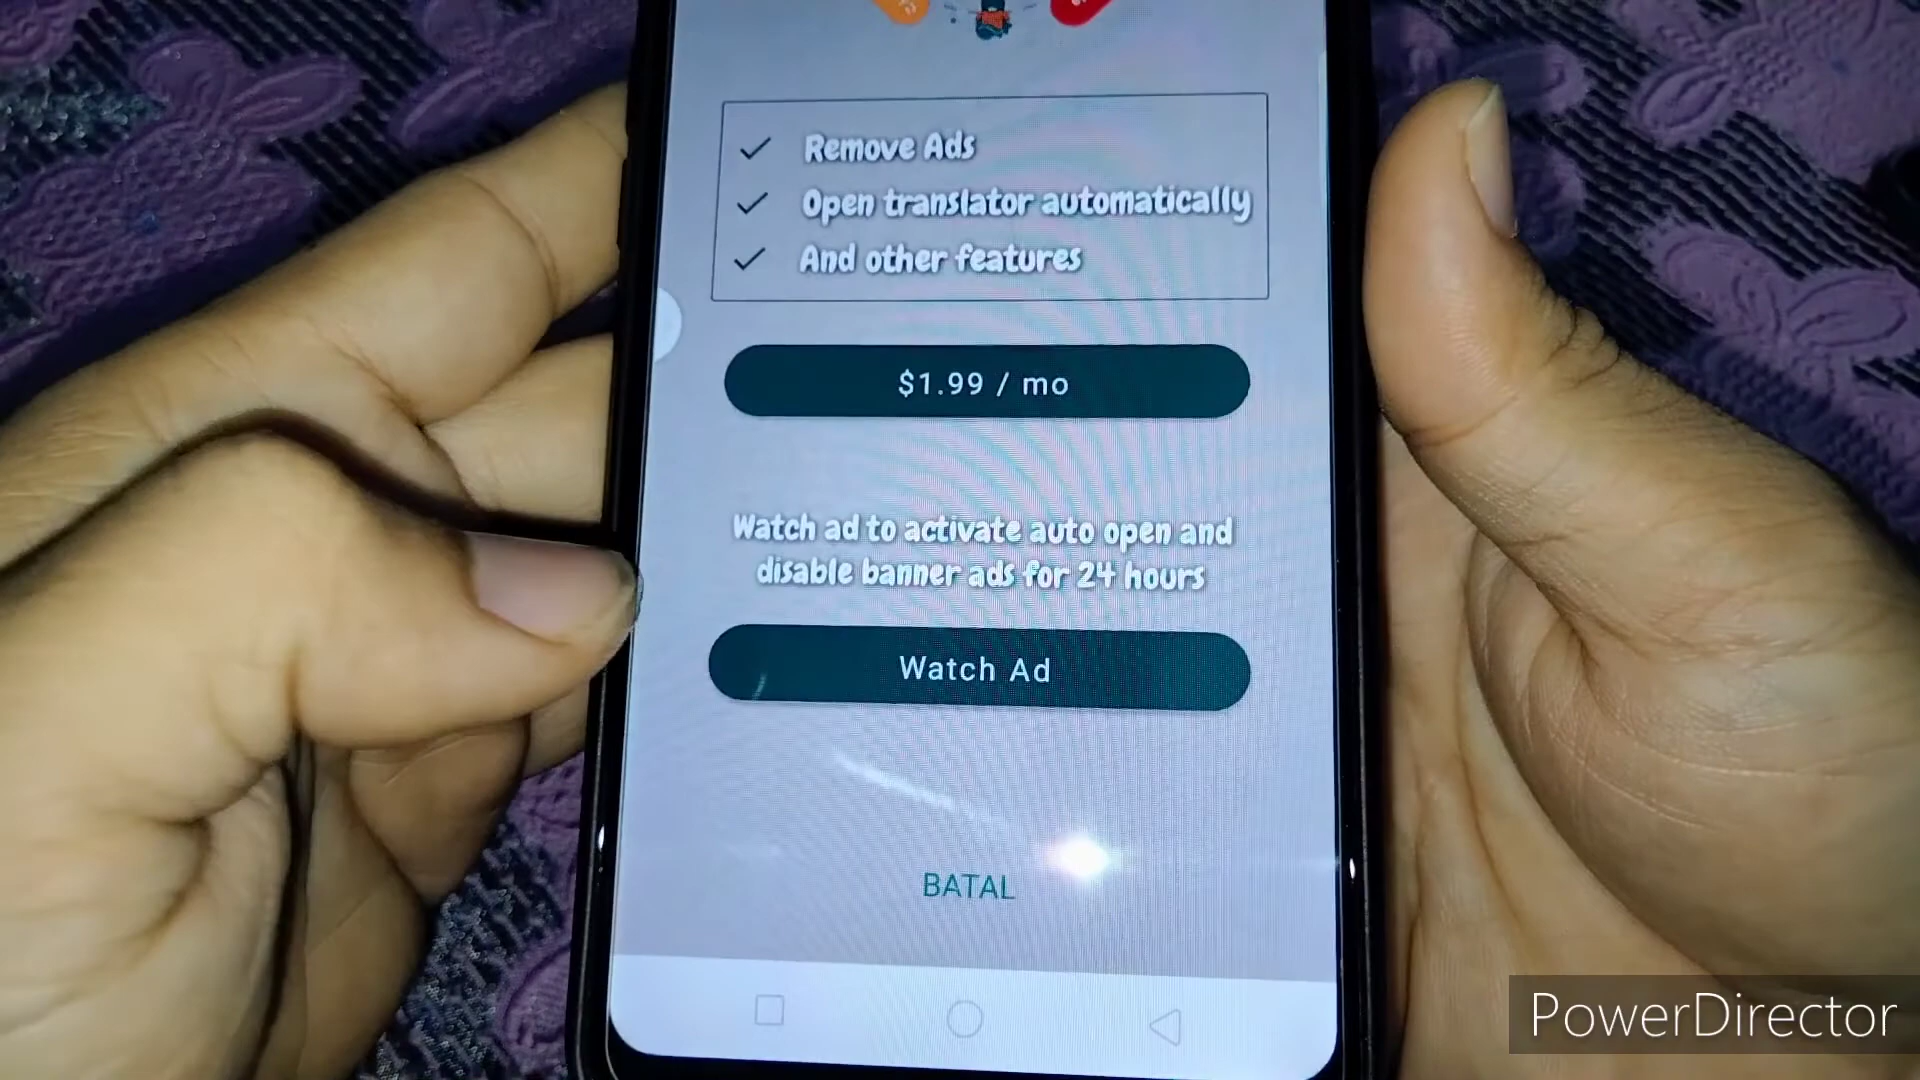 Remove Ads
Open translator automatically
And other features
$1.99 / mo
Watch ad to activate auto open and
disable banner ads for 24 hours
Watch Ad
BATAL
PowerDirector